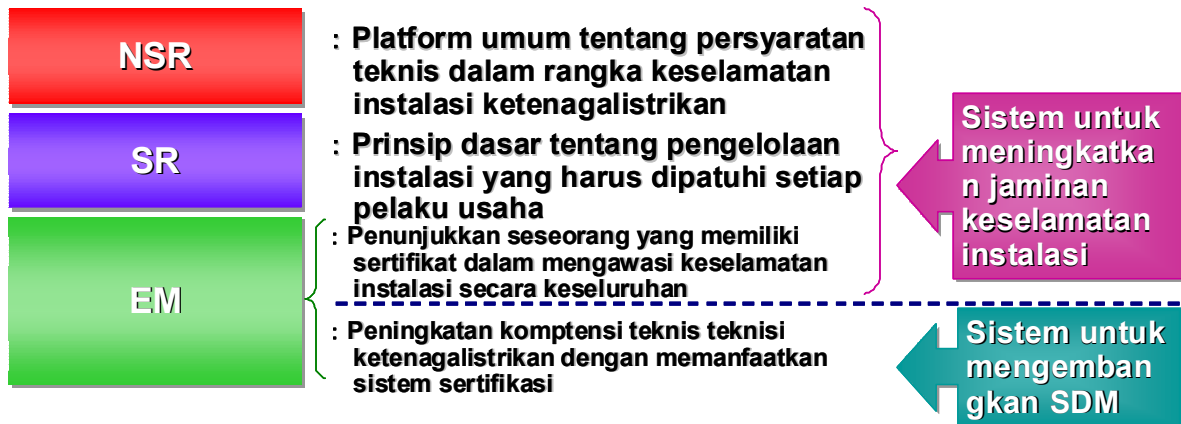 NSR
: Platform umum tentang persyaratan
teknis dalam rangka keselamatan
instalasi ketenagalistrikan
SR
: Prinsip dasar tentang pengelolaan
instalasi yang harus dipatuhi setiap
pelaku usaha
EM
: Penunjukkan seseorang yang memiliki
sertifikat dalam mengawasi keselamatan
instalasi secara keseluruhan
: Peningkatan komptensi teknis teknisi
ketenagalistrikan dengan memanfaatkan
sistem sertifikasi
Sistem untuk
meningkatka
n jaminan
keselamatan
instalasi
Sistem untuk
mengemban
gkan SDM